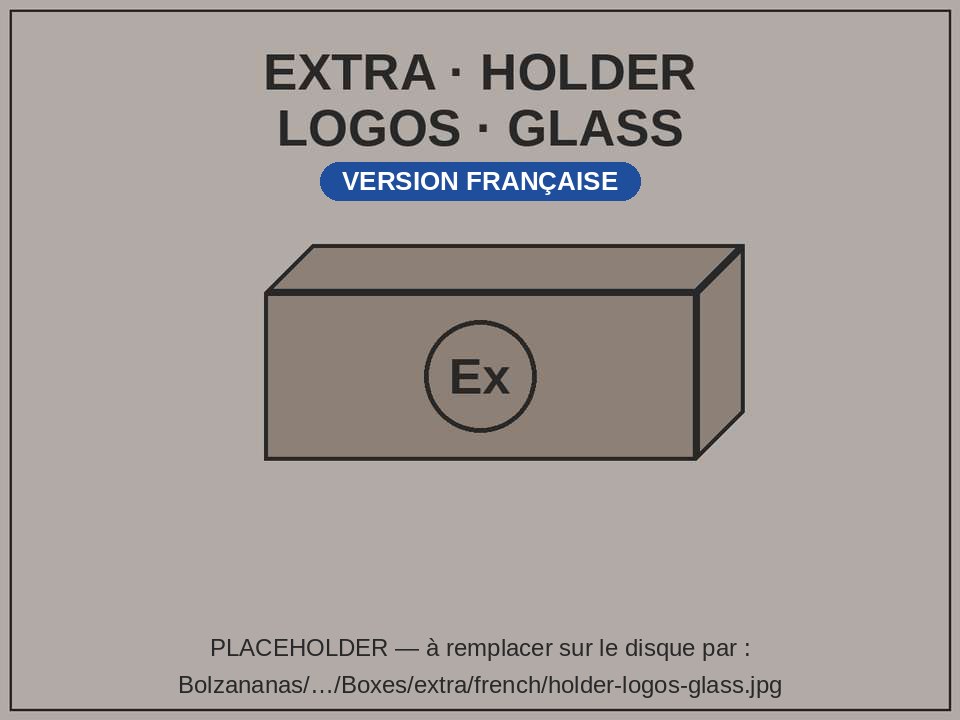 EXTRA · HOLDER
LOGOS · GLASS
VERSION FRANÇAISE
Ex
PLACEHOLDER — à remplacer sur le disque par :
Bolzananas/…/Boxes/extra/french/holder-logos-glass.jpg